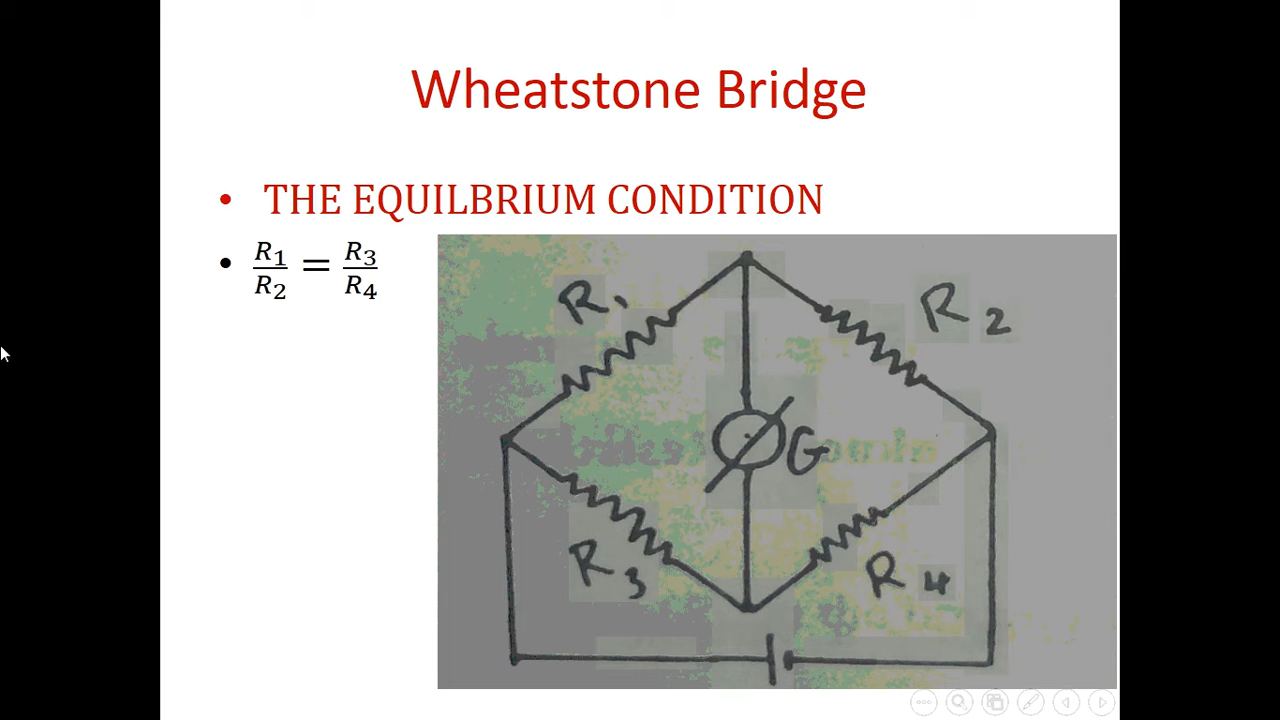 Wheatstone Bridge
• THE EQUILBRIUM CONDITION
• R₁/R₂ = R₃/R₄
R₁
R₂
G
R₃
R₄